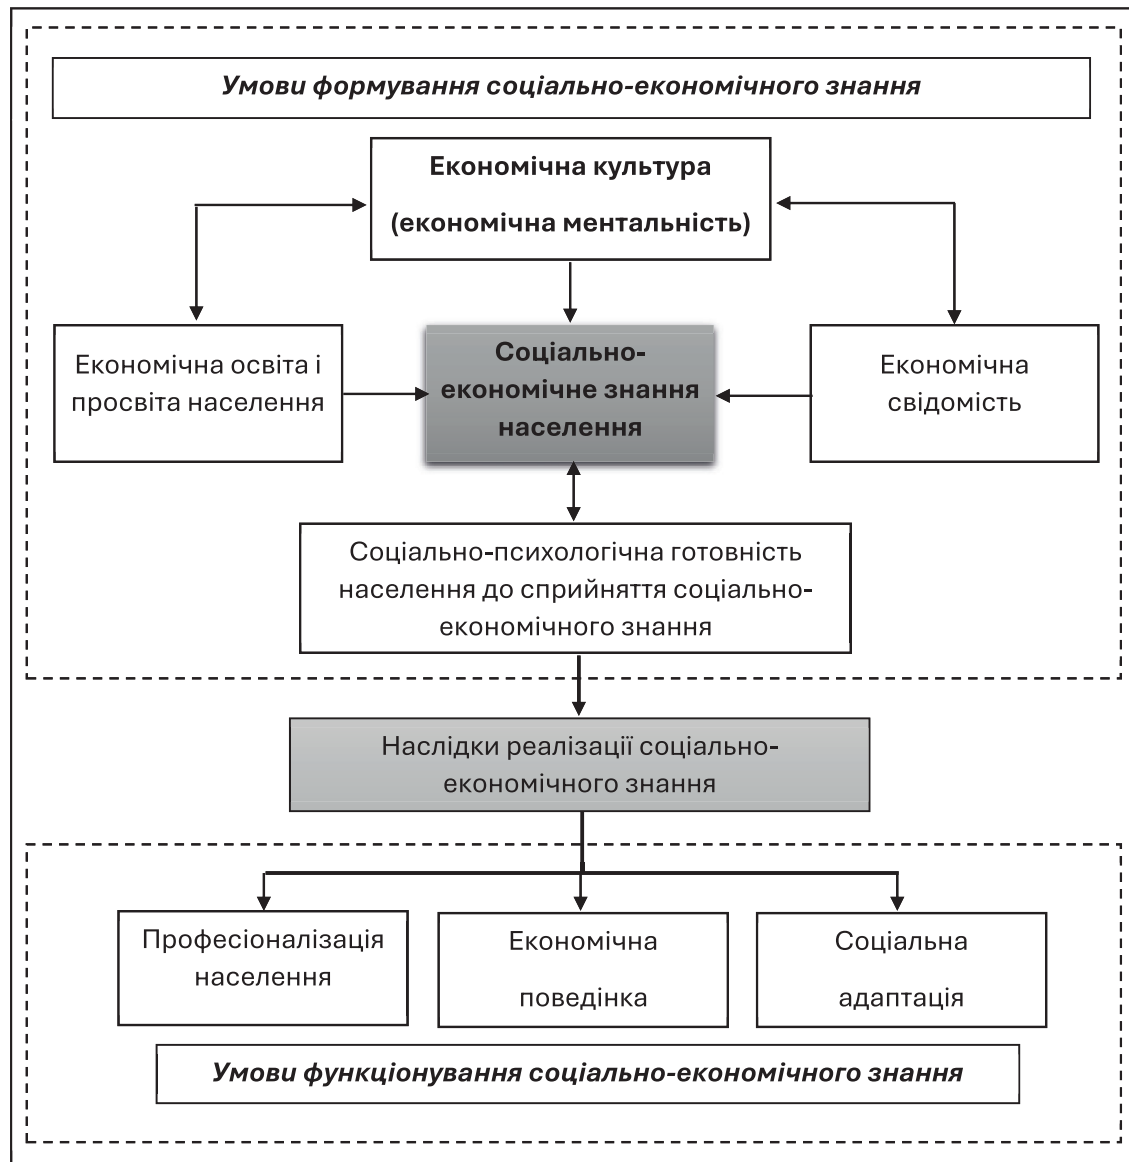 Умови формування соціально-економічного знання
Економічна культура
(економічна ментальність)
Економічна освіта і
просвіта населення
Соціально-
економічне знання
населення
Економічна
свідомість
Соціально-психологічна готовність
населення до сприйняття соціально-
економічного знання
Наслідки реалізації соціально-
економічного знання
Професіоналізація
населення
Економічна
поведінка
Соціальна
адаптація
Умови функціонування соціально-економічного знання